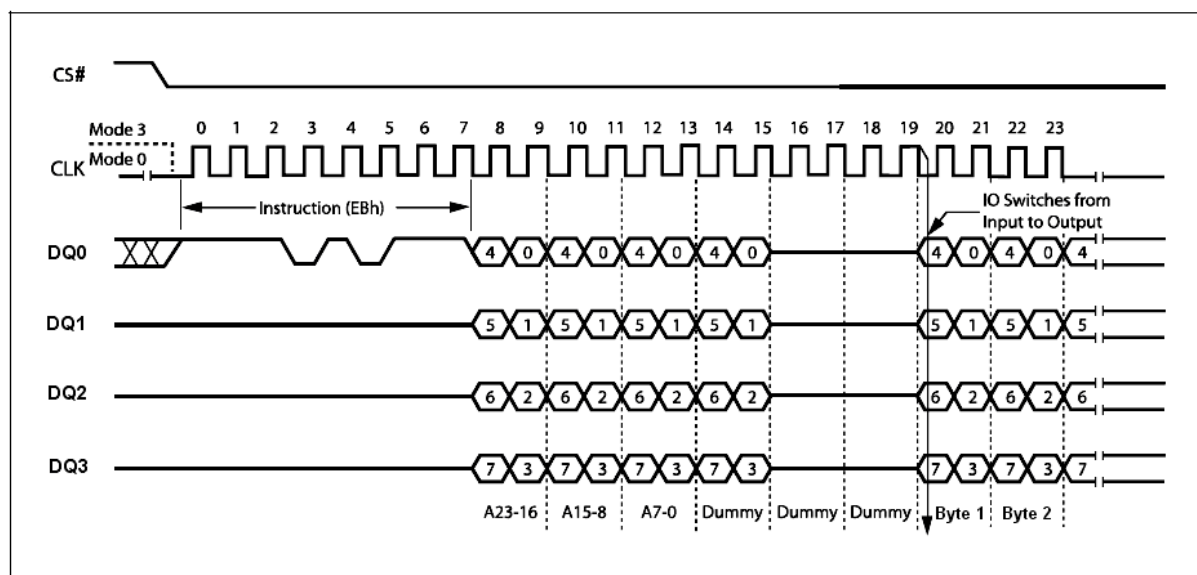 CS#
Mode 3
0 1 2 3 4 5 6 7 8 9 10 11 12 13 14 15 16 17 18 19 20 21 22 23
CLK
Mode 0
Instruction (EBh)
IO Switches from
Input to Output
DQ0
4 0 4 0 4 0 4 0 4 0 4 0 4
DQ1
5 1 5 1 5 1 5 1 5 1 5 1 5
DQ2
6 2 6 2 6 2 6 2 6 2 6 2 6
DQ3
7 3 7 3 7 3 7 3 7 3 7 3 7
A23-16 A15-8 A7-0 Dummy Dummy Dummy Byte 1 Byte 2